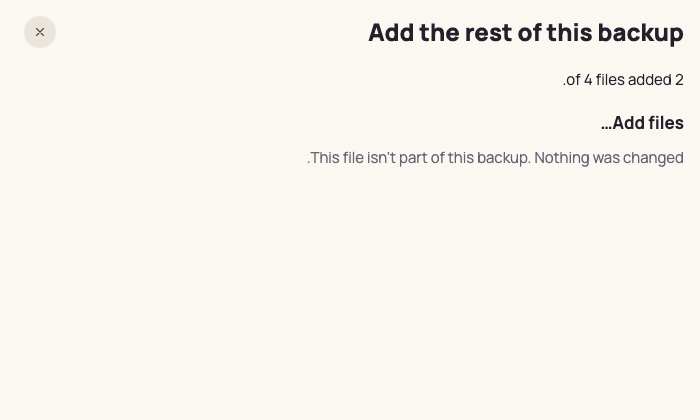 Add the rest of this backup
2 of 4 files added.
Add files…
This file isn't part of this backup. Nothing was changed.